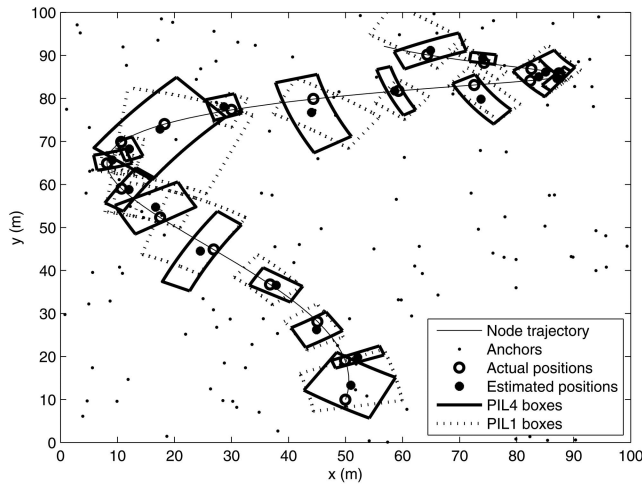 100
90
80
70
60
50
40
30
20
10
0
y (m)
0 10 20 30 40 50 60 70 80 90 100
x (m)
Node trajectory
Anchors
Actual positions
Estimated positions
PIL4 boxes
PIL1 boxes